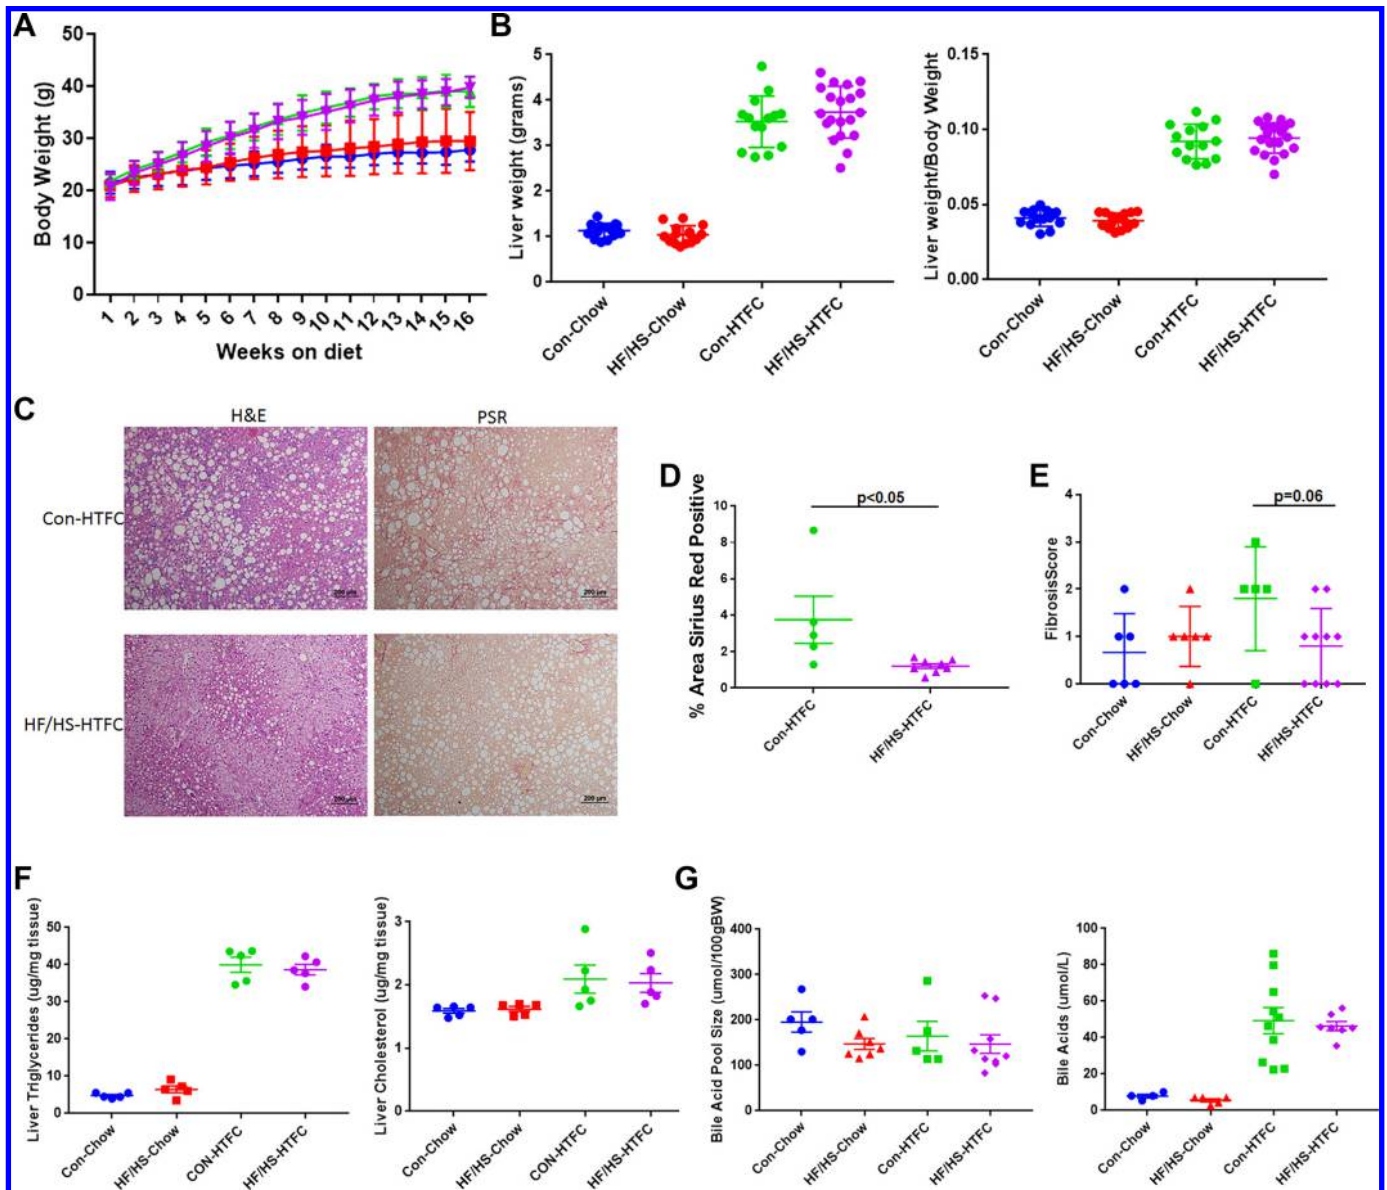 A
Body Weight (g)
50
40
30
20
10
0
1 2 3 4 5 6 7 8 9 10 11 12 13 14 15 16
Weeks on diet
B
Liver weight (grams)
5
4
3
2
1
0
Con-Chow
HF/HS-Chow
Con-HTFC
HF/HS-HTFC
Liver weight/Body Weight
0.15
0.10
0.05
0.00
Con-Chow
HF/HS-Chow
Con-HTFC
HF/HS-HTFC
C
H&E PSR
Con-HTFC
200 µm
200 µm
HF/HS-HTFC
200 µm
200 µm
D
% Area Sirius Red Positive
p<0.05
10
8
6
4
2
0
Con-HTFC
HF/HS-HTFC
E
FibrosisScore
p=0.06
4
3
2
1
0
Con-Chow
HF/HS-Chow
Con-HTFC
HF/HS-HTFC
F
Liver Triglycerides (ug/mg tissue)
50
40
30
20
10
0
Con-Chow
HF/HS-Chow
CON-HTFC
HF/HS-HTFC
Liver Cholesterol (ug/mg tissue)
3
2
1
0
Con-Chow
HF/HS-Chow
CON-HTFC
HF/HS-HTFC
G
Bile Acid Pool Size (umol/100gBW)
400
300
200
100
0
Con-Chow
HF/HS-Chow
Con-HTFC
HF/HS-HTFC
Bile Acids (umol/L)
100
80
60
40
20
0
Con-Chow
HF/HS-Chow
Con-HTFC
HF/HS-HTFC